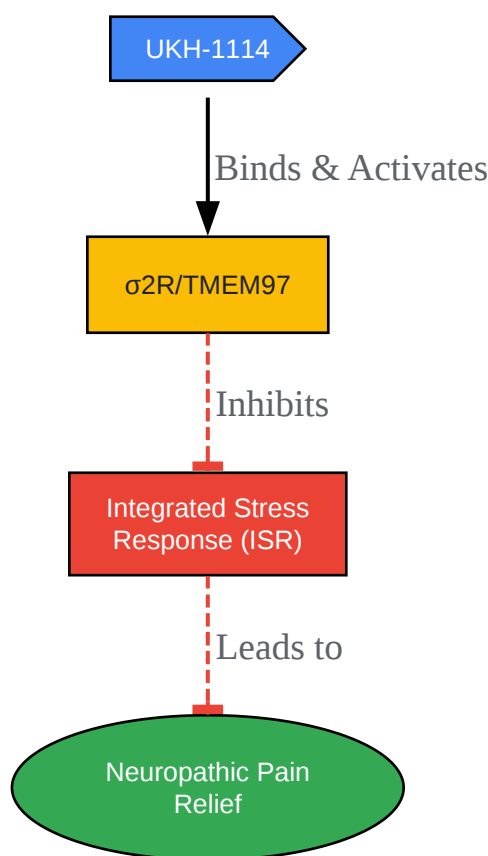 UKH-1114
Binds & Activates
σ2R/TMEM97
Inhibits
Integrated Stress
Response (ISR)
Leads to
Neuropathic Pain
Relief